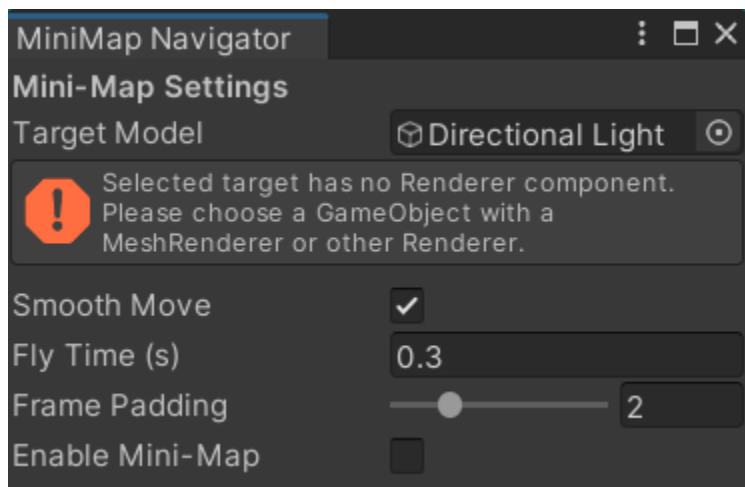 MiniMap Navigator
Mini-Map Settings
Target Model Directional Light
Selected target has no Renderer component.
Please choose a GameObject with a
MeshRenderer or other Renderer.
Smooth Move
Fly Time (s) 0.3
Frame Padding 2
Enable Mini-Map